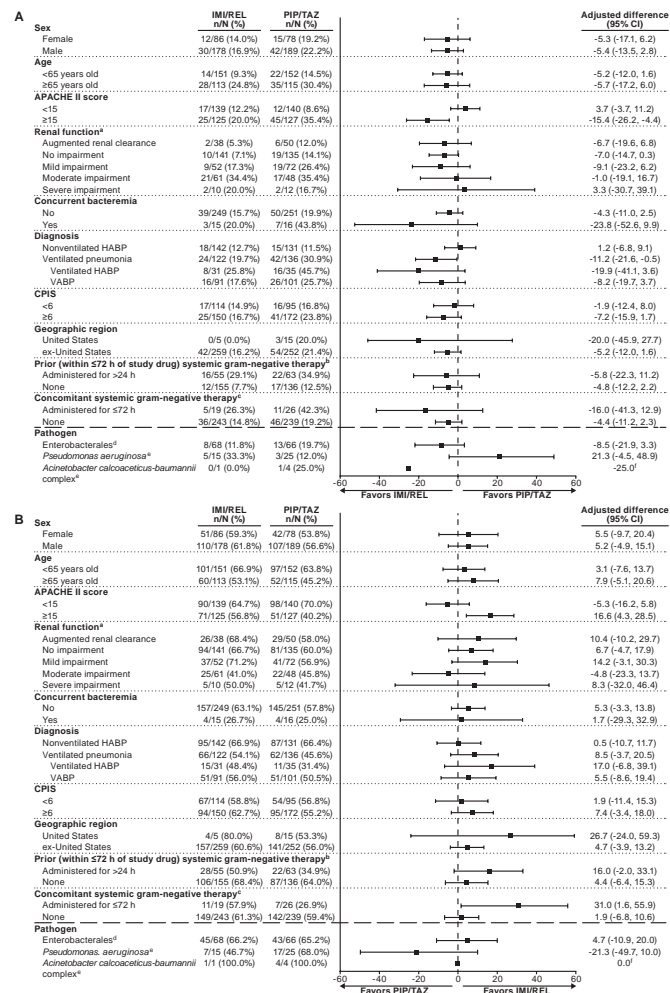 A
IMI/REL PIP/TAZ Adjusted difference
n/N (%) n/N (%) (95% CI)
Sex
Female 12/86 (14.0%) 15/78 (19.2%) -5.3 (-17.1, 6.2)
Male 30/178 (16.9%) 42/189 (22.2%) -5.4 (-13.5, 2.8)
Age
<65 years old 14/151 (9.3%) 22/152 (14.5%) -5.2 (-12.0, 1.6)
≥65 years old 28/113 (24.8%) 35/115 (30.4%) -5.7 (-17.2, 6.0)
APACHE II score
<15 17/139 (12.2%) 12/140 (8.6%) 3.7 (-3.7, 11.2)
≥15 25/125 (20.0%) 45/127 (35.4%) -15.4 (-26.2, -4.4)
Renal functionᵃ
Augmented renal clearance 2/38 (5.3%) 6/50 (12.0%) -6.7 (-19.6, 6.8)
No impairment 10/141 (7.1%) 19/135 (14.1%) -7.0 (-14.7, 0.3)
Mild impairment 9/52 (17.3%) 19/72 (26.4%) -9.1 (-23.2, 6.2)
Moderate impairment 21/61 (34.4%) 17/48 (35.4%) -1.0 (-19.1, 16.7)
Severe impairment 2/10 (20.0%) 2/12 (16.7%) 3.3 (-30.7, 39.1)
Concurrent bacteremia
No 39/249 (15.7%) 50/251 (19.9%) -4.3 (-11.0, 2.5)
Yes 3/15 (20.0%) 7/16 (43.8%) -23.8 (-52.6, 9.9)
Diagnosis
Nonventilated HABP 18/142 (12.7%) 15/131 (11.5%) 1.2 (-6.8, 9.1)
Ventilated pneumonia 24/122 (19.7%) 42/136 (30.9%) -11.2 (-21.6, -0.5)
Ventilated HABP 8/31 (25.8%) 16/35 (45.7%) -19.9 (-41.1, 3.6)
VABP 16/91 (17.6%) 26/101 (25.7%) -8.2 (-19.7, 3.7)
CPIS
<6 17/114 (14.9%) 16/95 (16.8%) -1.9 (-12.4, 8.0)
≥6 25/150 (16.7%) 41/172 (23.8%) -7.2 (-15.9, 1.7)
Geographic region
United States 0/5 (0.0%) 3/15 (20.0%) -20.0 (-45.9, 27.7)
ex-United States 42/259 (16.2%) 54/252 (21.4%) -5.2 (-12.0, 1.6)
Prior (within ≤72 h of study drug) systemic gram-negative therapyᵇ
Administered for >24 h 16/55 (29.1%) 22/63 (34.9%) -5.8 (-22.3, 11.2)
None 12/155 (7.7%) 17/136 (12.5%) -4.8 (-12.2, 2.2)
Concomitant systemic gram-negative therapyᶜ
Administered for ≤72 h 5/19 (26.3%) 11/26 (42.3%) -16.0 (-41.3, 12.9)
None 36/243 (14.8%) 46/239 (19.2%) -4.4 (-11.2, 2.3)
Pathogen
Enterobacteralesᵈ 8/68 (11.8%) 13/66 (19.7%) -8.5 (-21.9, 3.3)
Pseudomonas aeruginosaᵉ 5/15 (33.3%) 3/25 (12.0%) 21.3 (-4.5, 48.9)
Acinetobacter calcoaceticus-baumannii 0/1 (0.0%) 1/4 (25.0%) -25.0ᶠ
complexᵉ
-60 -40 -20 0 20 40 60
Favors IMI/REL Favors PIP/TAZ
B
IMI/REL PIP/TAZ Adjusted difference
n/N (%) n/N (%) (95% CI)
Sex
Female 51/86 (59.3%) 42/78 (53.8%) 5.5 (-9.7, 20.4)
Male 110/178 (61.8%) 107/189 (56.6%) 5.2 (-4.9, 15.1)
Age
<65 years old 101/151 (66.9%) 97/152 (63.8%) 3.1 (-7.6, 13.7)
≥65 years old 60/113 (53.1%) 52/115 (45.2%) 7.9 (-5.1, 20.6)
APACHE II score
<15 90/139 (64.7%) 98/140 (70.0%) -5.3 (-16.2, 5.8)
≥15 71/125 (56.8%) 51/127 (40.2%) 16.6 (4.3, 28.5)
Renal functionᵃ
Augmented renal clearance 26/38 (68.4%) 29/50 (58.0%) 10.4 (-10.2, 29.7)
No impairment 94/141 (66.7%) 81/135 (60.0%) 6.7 (-4.7, 17.9)
Mild impairment 37/52 (71.2%) 41/72 (56.9%) 14.2 (-3.1, 30.3)
Moderate impairment 25/61 (41.0%) 22/48 (45.8%) -4.8 (-23.3, 13.7)
Severe impairment 5/10 (50.0%) 5/12 (41.7%) 8.3 (-32.0, 46.4)
Concurrent bacteremia
No 157/249 (63.1%) 145/251 (57.8%) 5.3 (-3.3, 13.8)
Yes 4/15 (26.7%) 4/16 (25.0%) 1.7 (-29.3, 32.9)
Diagnosis
Nonventilated HABP 95/142 (66.9%) 87/131 (66.4%) 0.5 (-10.7, 11.7)
Ventilated pneumonia 66/122 (54.1%) 62/136 (45.6%) 8.5 (-3.7, 20.5)
Ventilated HABP 15/31 (48.4%) 11/35 (31.4%) 17.0 (-6.8, 39.1)
VABP 51/91 (56.0%) 51/101 (50.5%) 5.5 (-8.6, 19.4)
CPIS
<6 67/114 (58.8%) 54/95 (56.8%) 1.9 (-11.4, 15.3)
≥6 94/150 (62.7%) 95/172 (55.2%) 7.4 (-3.4, 18.0)
Geographic region
United States 4/5 (80.0%) 8/15 (53.3%) 26.7 (-24.0, 59.3)
ex-United States 157/259 (60.6%) 141/252 (56.0%) 4.7 (-3.9, 13.2)
Prior (within ≤72 h of study drug) systemic gram-negative therapyᵇ
Administered for >24 h 28/55 (50.9%) 22/63 (34.9%) 16.0 (-2.0, 33.1)
None 106/155 (68.4%) 87/136 (64.0%) 4.4 (-6.4, 15.3)
Concomitant systemic gram-negative therapyᶜ
Administered for ≤72 h 11/19 (57.9%) 7/26 (26.9%) 31.0 (1.6, 55.9)
None 149/243 (61.3%) 142/239 (59.4%) 1.9 (-6.8, 10.6)
Pathogen
Enterobacteralesᵈ 45/68 (66.2%) 43/66 (65.2%) 4.7 (-10.9, 20.0)
Pseudomonas. aeruginosaᵉ 7/15 (46.7%) 17/25 (68.0%) -21.3 (-49.7, 10.0)
Acinetobacter calcoaceticus-baumannii 1/1 (100.0%) 4/4 (100.0%) 0.0ᶠ
complexᵉ
-60 -40 -20 0 20 40 60
Favors PIP/TAZ Favors IMI/REL